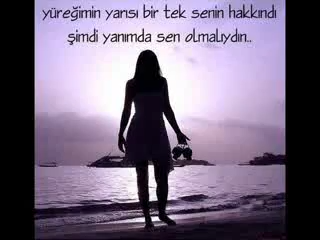 yüreğimin yarısı bir tek senin hakkındı
şimdi yanımda sen olmalıydın..